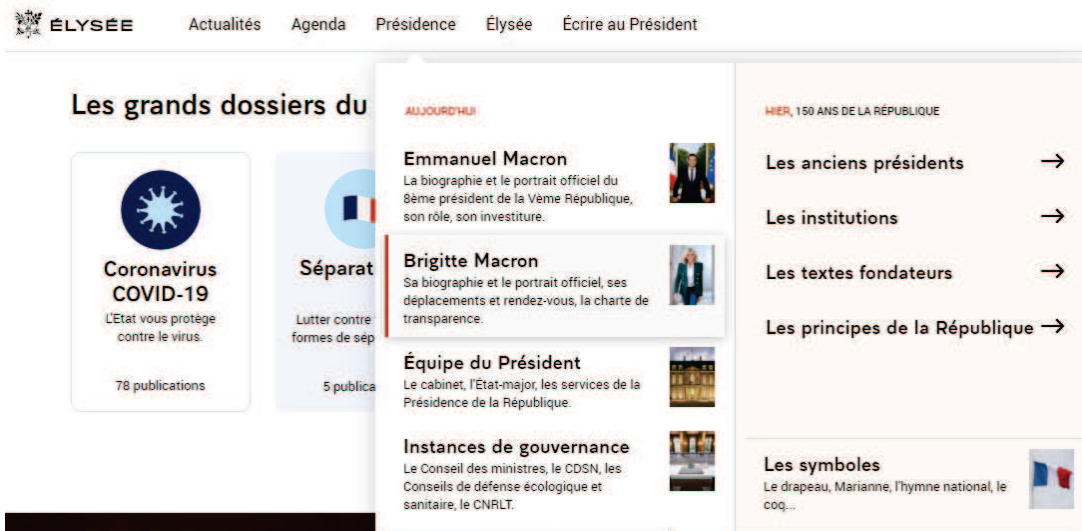 ÉLYSÉE
Actualités Agenda Présidence Élysée Écrire au Président
Les grands dossiers du
Coronavirus
COVID-19
L'Etat vous protège
contre le virus.
78 publications
Séparat
Lutter contre
formes de sép
5 publica
AUJOURD'HUI
Emmanuel Macron
La biographie et le portrait officiel du
8ème président de la Vème République,
son rôle, son investiture.
Brigitte Macron
Sa biographie et le portrait officiel, ses
déplacements et rendez-vous, la charte de
transparence.
Équipe du Président
Le cabinet, l'État-major, les services de la
Présidence de la République.
Instances de gouvernance
Le Conseil des ministres, le CDSN, les
Conseils de défense écologique et
sanitaire, le CNRLT.
HIER, 150 ANS DE LA RÉPUBLIQUE
Les anciens présidents →
Les institutions →
Les textes fondateurs →
Les principes de la République →
Les symboles
Le drapeau, Marianne, l'hymne national, le
coq...